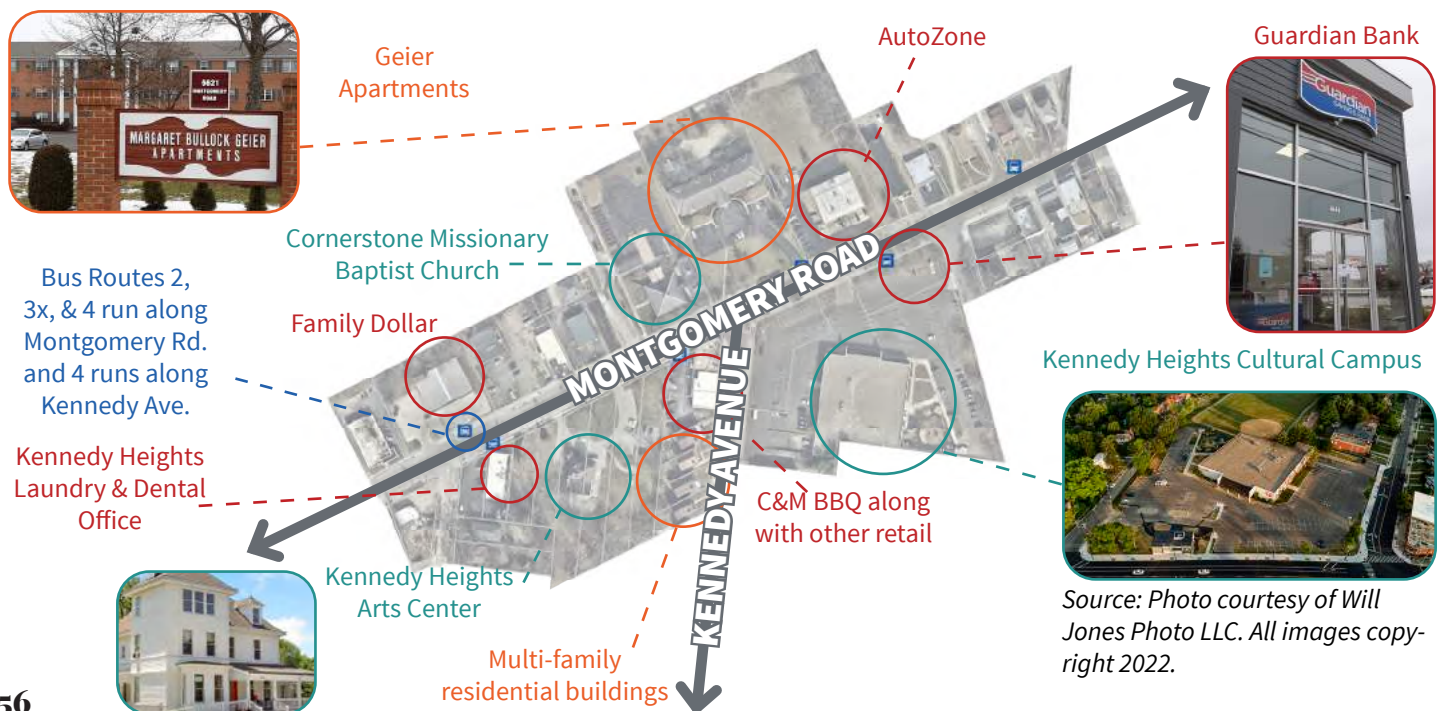 Geier
Apartments
AutoZone
Guardian Bank
5621
MONTGOMERY
ROAD
MARGARET BULLOCK GEIER
APARTMENTS
Guardian
Cornerstone Missionary
Baptist Church
Bus Routes 2,
3x, & 4 run along
Montgomery Rd.
and 4 runs along
Kennedy Ave.
Family Dollar
MONTGOMERY ROAD
KENNEDY AVENUE
Kennedy Heights Cultural Campus
Kennedy Heights
Laundry & Dental
Office
C&M BBQ along
with other retail
Kennedy Heights
Arts Center
Multi-family
residential buildings
Source: Photo courtesy of Will
Jones Photo LLC. All images copy-
right 2022.
56